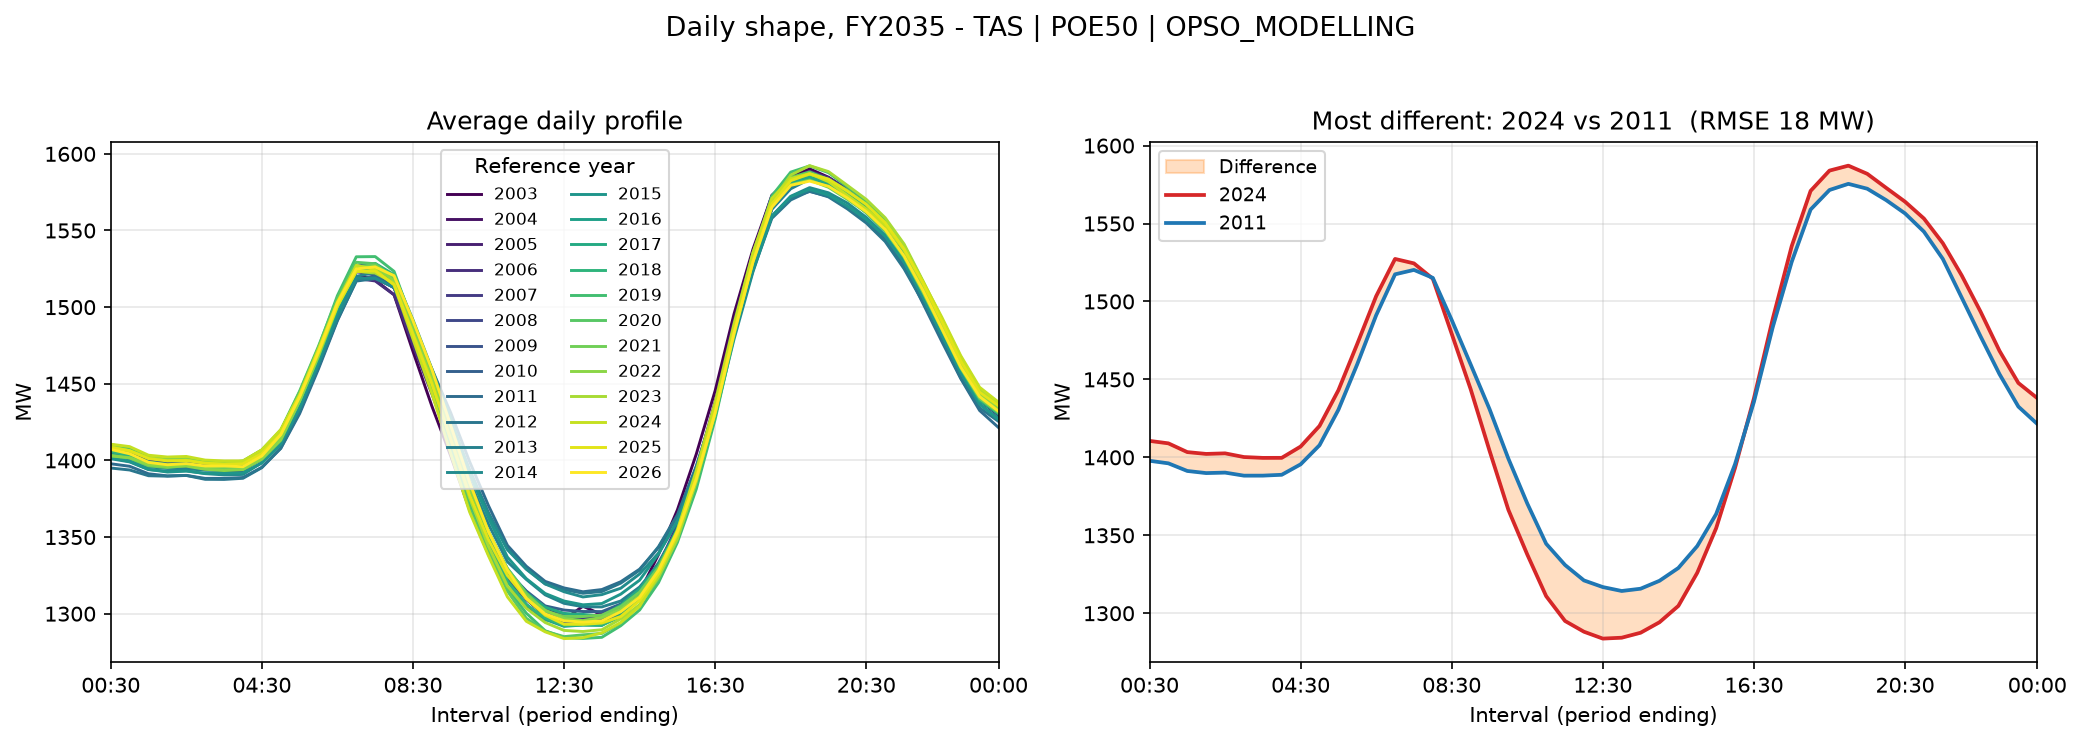 Daily shape, FY2035 - TAS | POE50 | OPSO_MODELLING
Average daily profile
MW
1600
1550
1500
1450
1400
1350
1300
Reference year
2003 2015
2004 2016
2005 2017
2006 2018
2007 2019
2008 2020
2009 2021
2010 2022
2011 2023
2012 2024
2013 2025
2014 2026
00:30 04:30 08:30 12:30 16:30 20:30 00:00
Interval (period ending)
Most different: 2024 vs 2011 (RMSE 18 MW)
MW
1600
1550
1500
1450
1400
1350
1300
Difference
2024
2011
00:30 04:30 08:30 12:30 16:30 20:30 00:00
Interval (period ending)